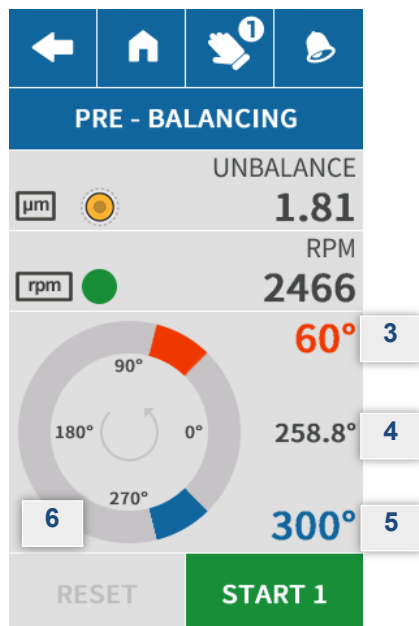 1
PRE - BALANCING
UNBALANCE
µm
1.81
RPM
rpm
2466
60°
3
90°
180°
0°
258.8°
4
270°
6
300°
5
RESET
START 1